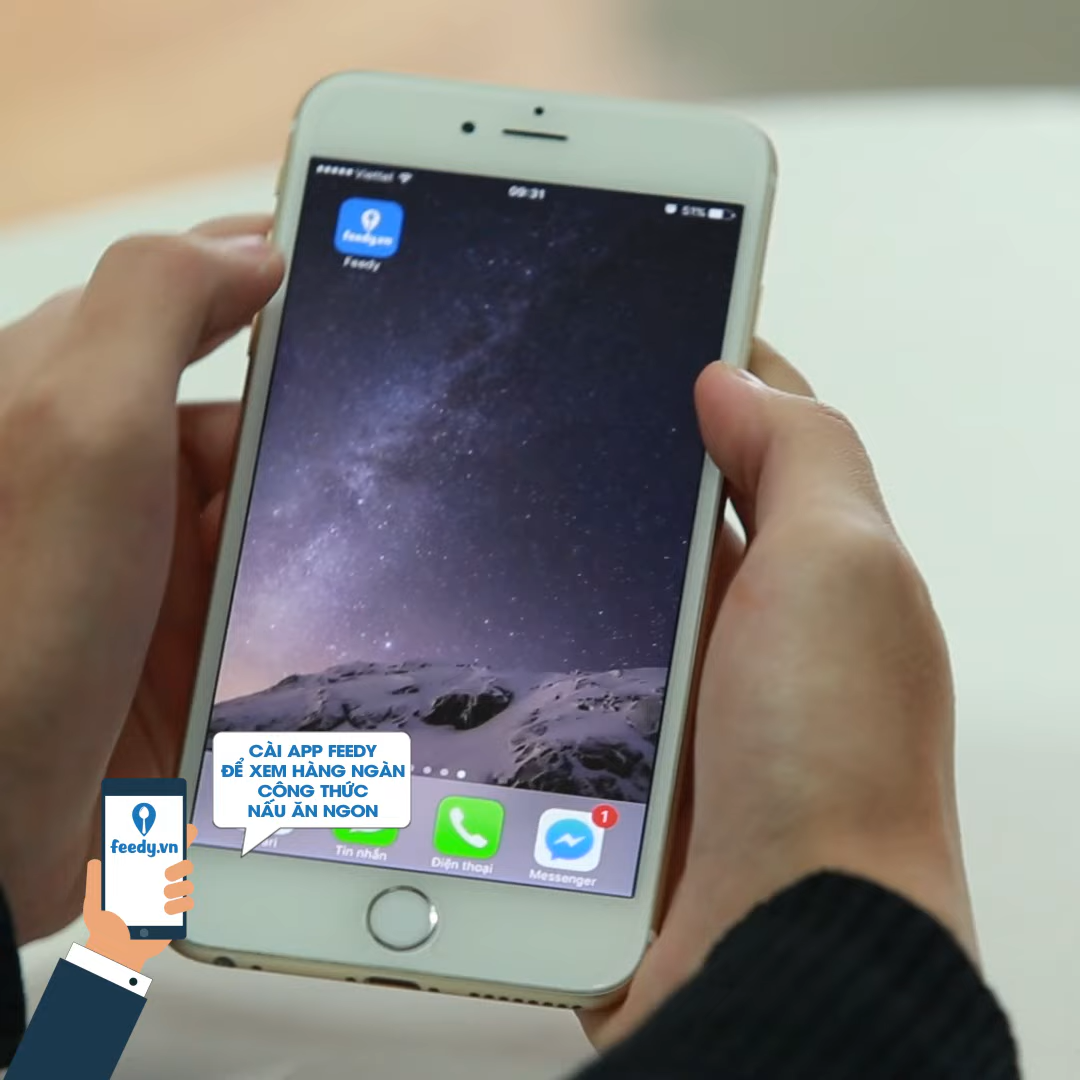 Viettel
09:31
51%
feedy.vn
Feedy
CÀI APP FEEDY
ĐỂ XEM HÀNG NGÀN
CÔNG THỨC
NẤU ĂN NGON
feedy.vn
1
Tin nhắn
Điện thoại
Messenger